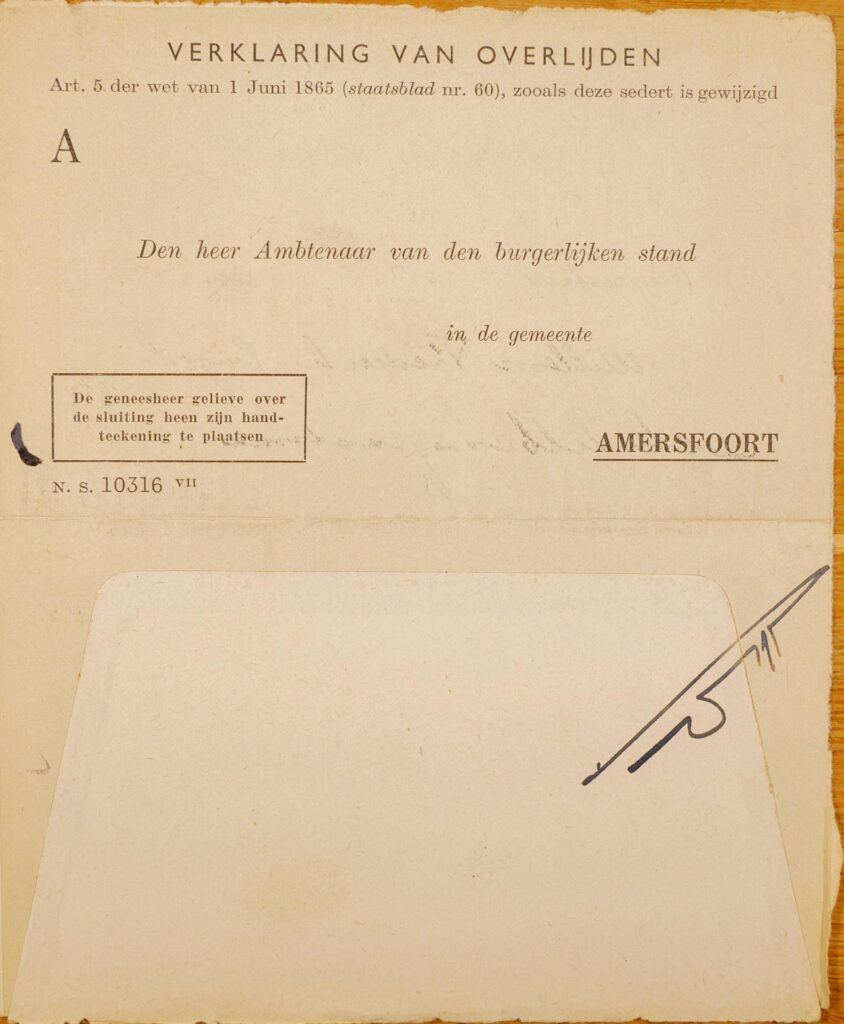 VERKLARING VAN OVERLIJDEN
Art. 5. der wet van 1 Juni 1865 (staatsblad nr. 60), zooals deze sedert is gewijzigd
A
Den heer Ambtenaar van den burgerlijken stand
in de gemeente
De geneesheer gelieve over
de sluiting heen zijn hand-
teekening te plaatsen
AMERSFOORT
N. S. 10316 VII